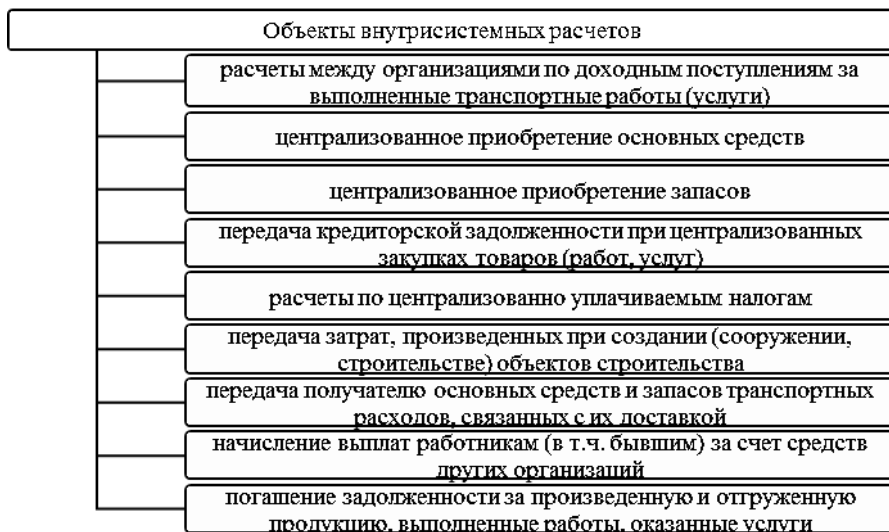 Объекты внутрисистемных расчетов
расчеты между организациями по доходным поступлениям за
выполненные транспортные работы (услуги)
централизованное приобретение основных средств
централизованное приобретение запасов
передача кредиторской задолженности при централизованных
закупках товаров (работ, услуг)
расчеты по централизованно уплачиваемым налогам
передача затрат, произведенных при создании (сооружении,
строительстве) объектов строительства
передача получателю основных средств и запасов транспортных
расходов, связанных с их доставкой
начисление выплат работникам (в т.ч. бывшим) за счет средств
других организаций
погашение задолженности за произведенную и отгруженную
продукцию, выполненные работы, оказанные услуги